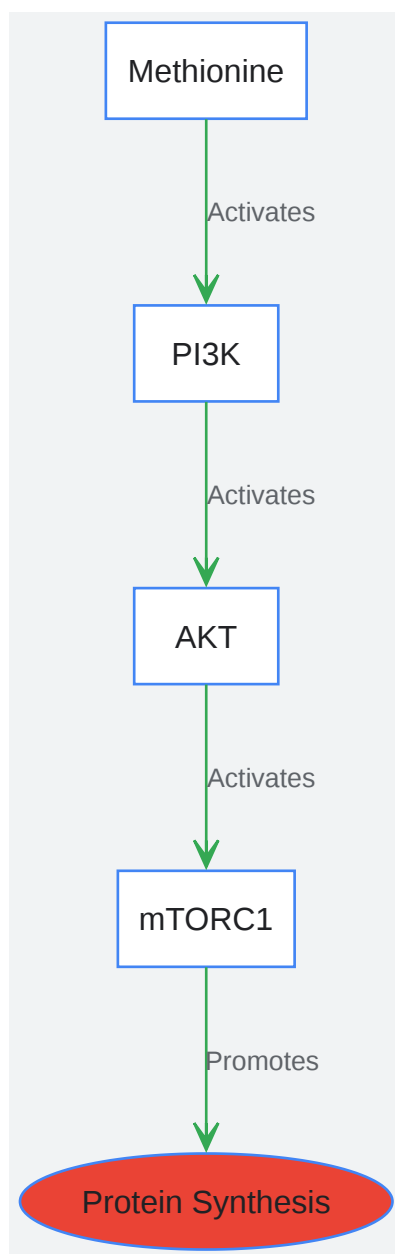 Methionine
Activates
PI3K
Activates
AKT
Activates
mTORC1
Promotes
Protein Synthesis